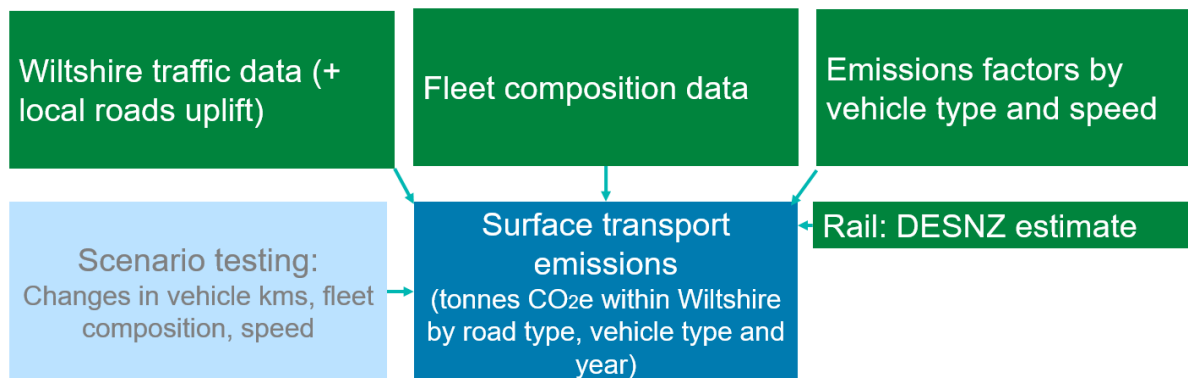 Wiltshire traffic data (+
local roads uplift)
Fleet composition data
Emissions factors by
vehicle type and speed
Scenario testing:
Changes in vehicle kms, fleet
composition, speed
Surface transport
emissions
(tonnes CO2e within Wiltshire
by road type, vehicle type and
year)
Rail: DESNZ estimate